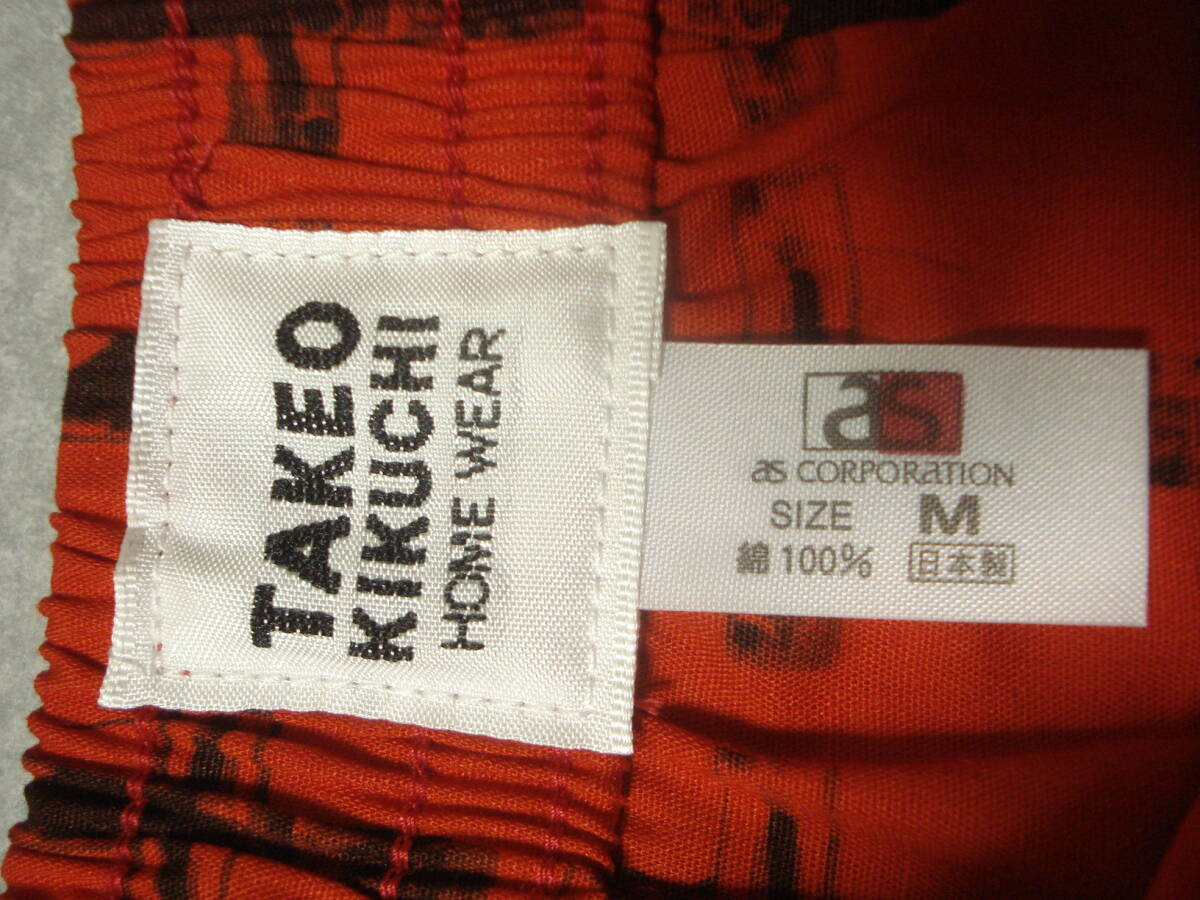 TAKEO
KIKUCHI
HOME WEAR
as
as CORPORATION
SIZE M
綿100% 日本製